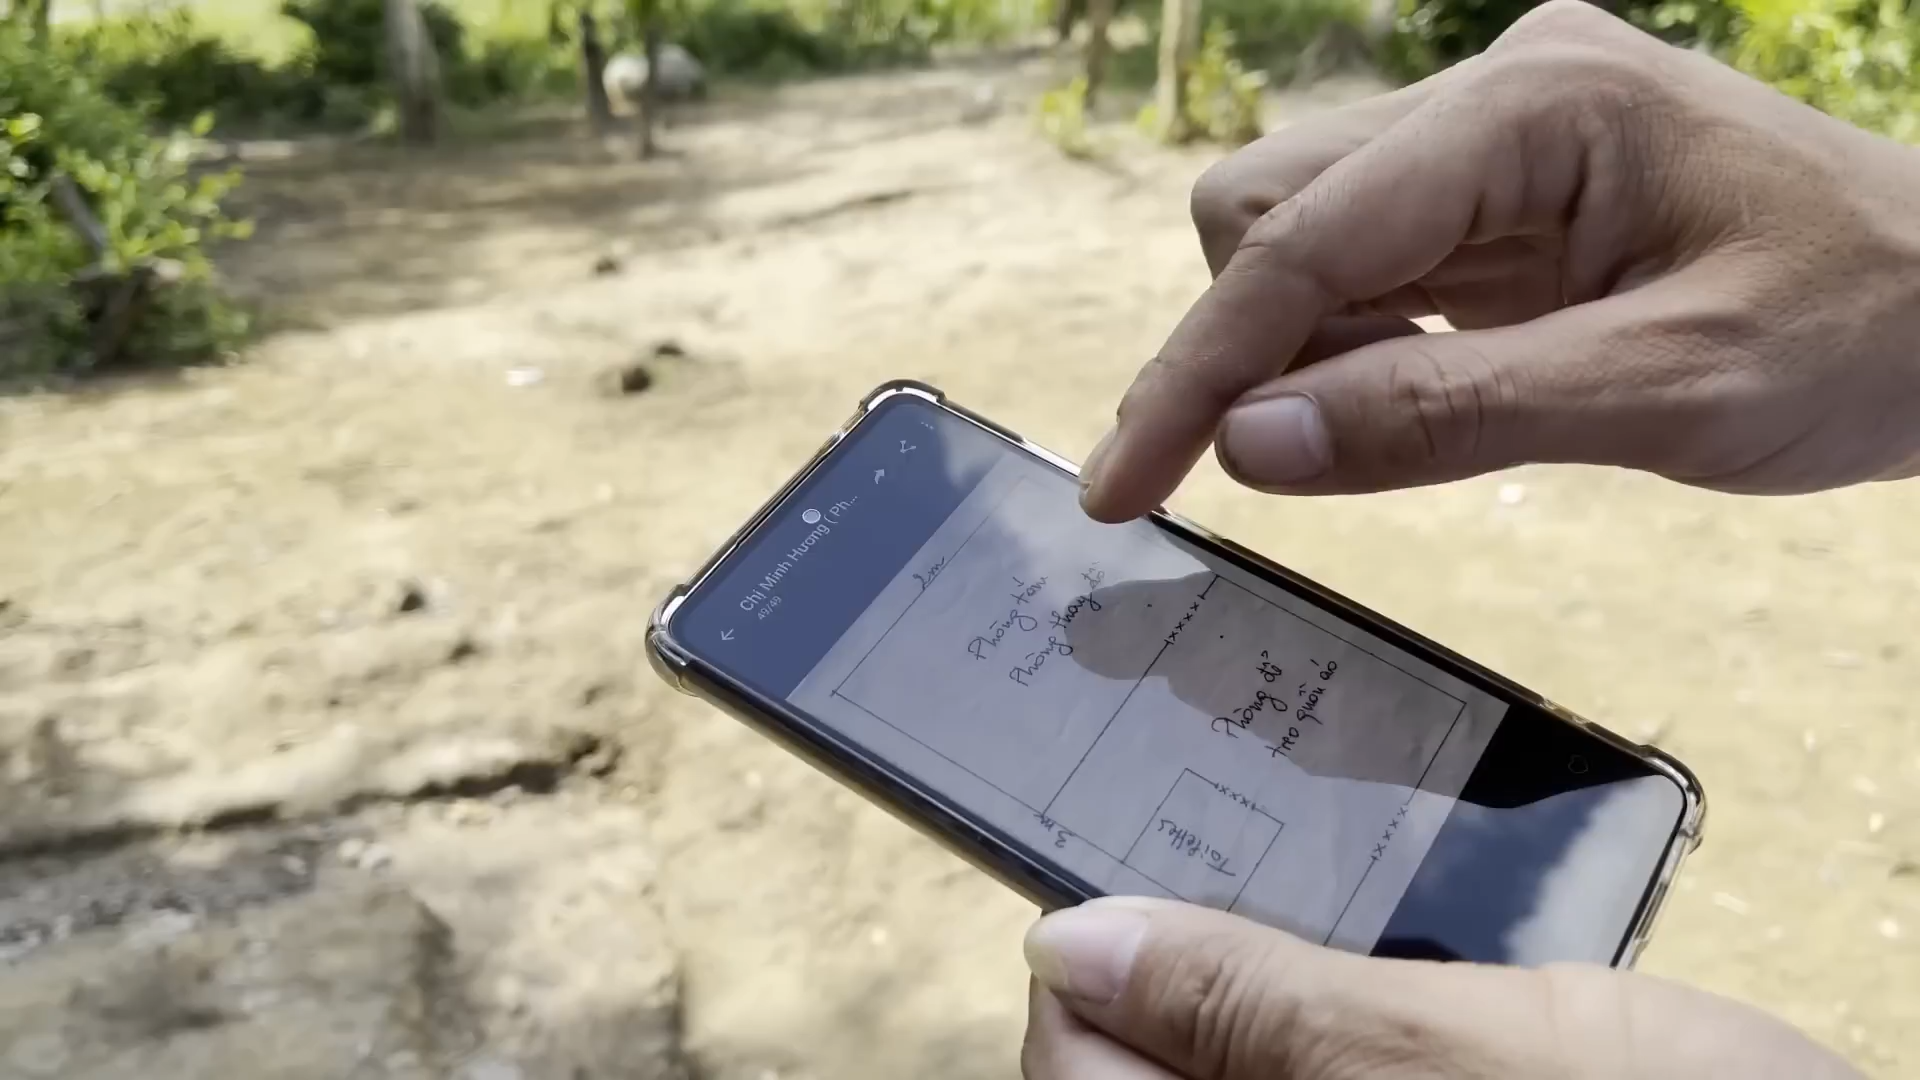 Chị Minh Hương ( Ph...
49/49
2m
Phòng tắm
Phòng thay đồ
Phòng để
treo quần áo
3m
Toilettes